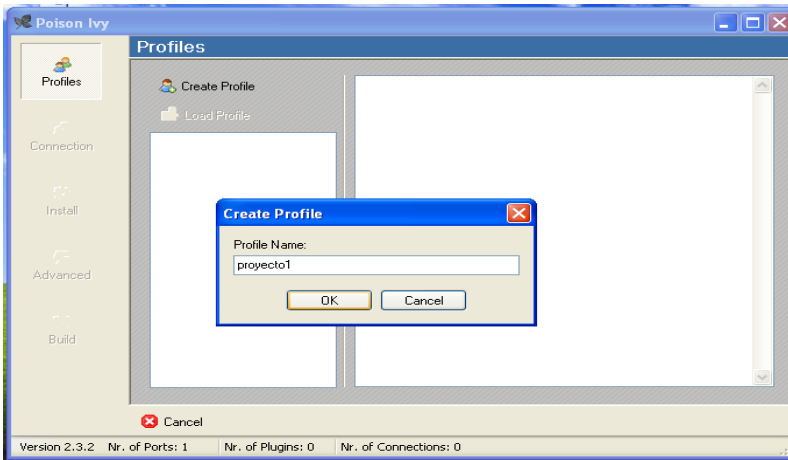 Poison Ivy
Profiles
Profiles
Create Profile
Load Profile
Connection
Install
Advanced
Build
Create Profile
Profile Name:
proyecto1
OK
Cancel
Cancel
Version 2.3.2
Nr. of Ports: 1
Nr. of Plugins: 0
Nr. of Connections: 0